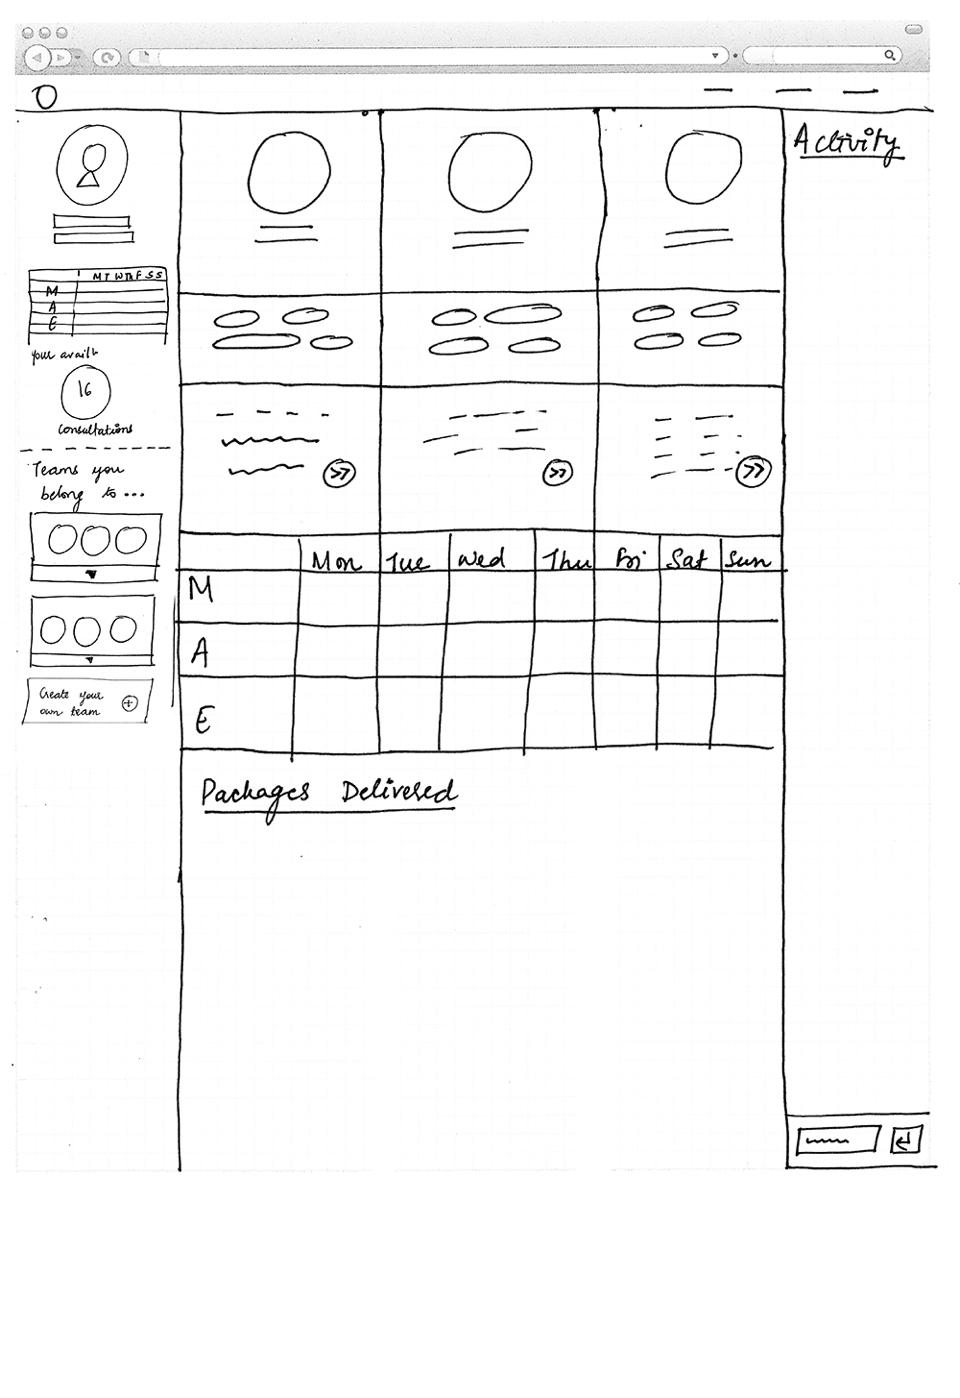 Activity
M T W Th F S S
M
A
E
your avail
16
Consultations
Teams you
belong to...
Create your
own team
Mon Tue Wed Thu Fri Sat Sun
M
A
E
Packages Delivered